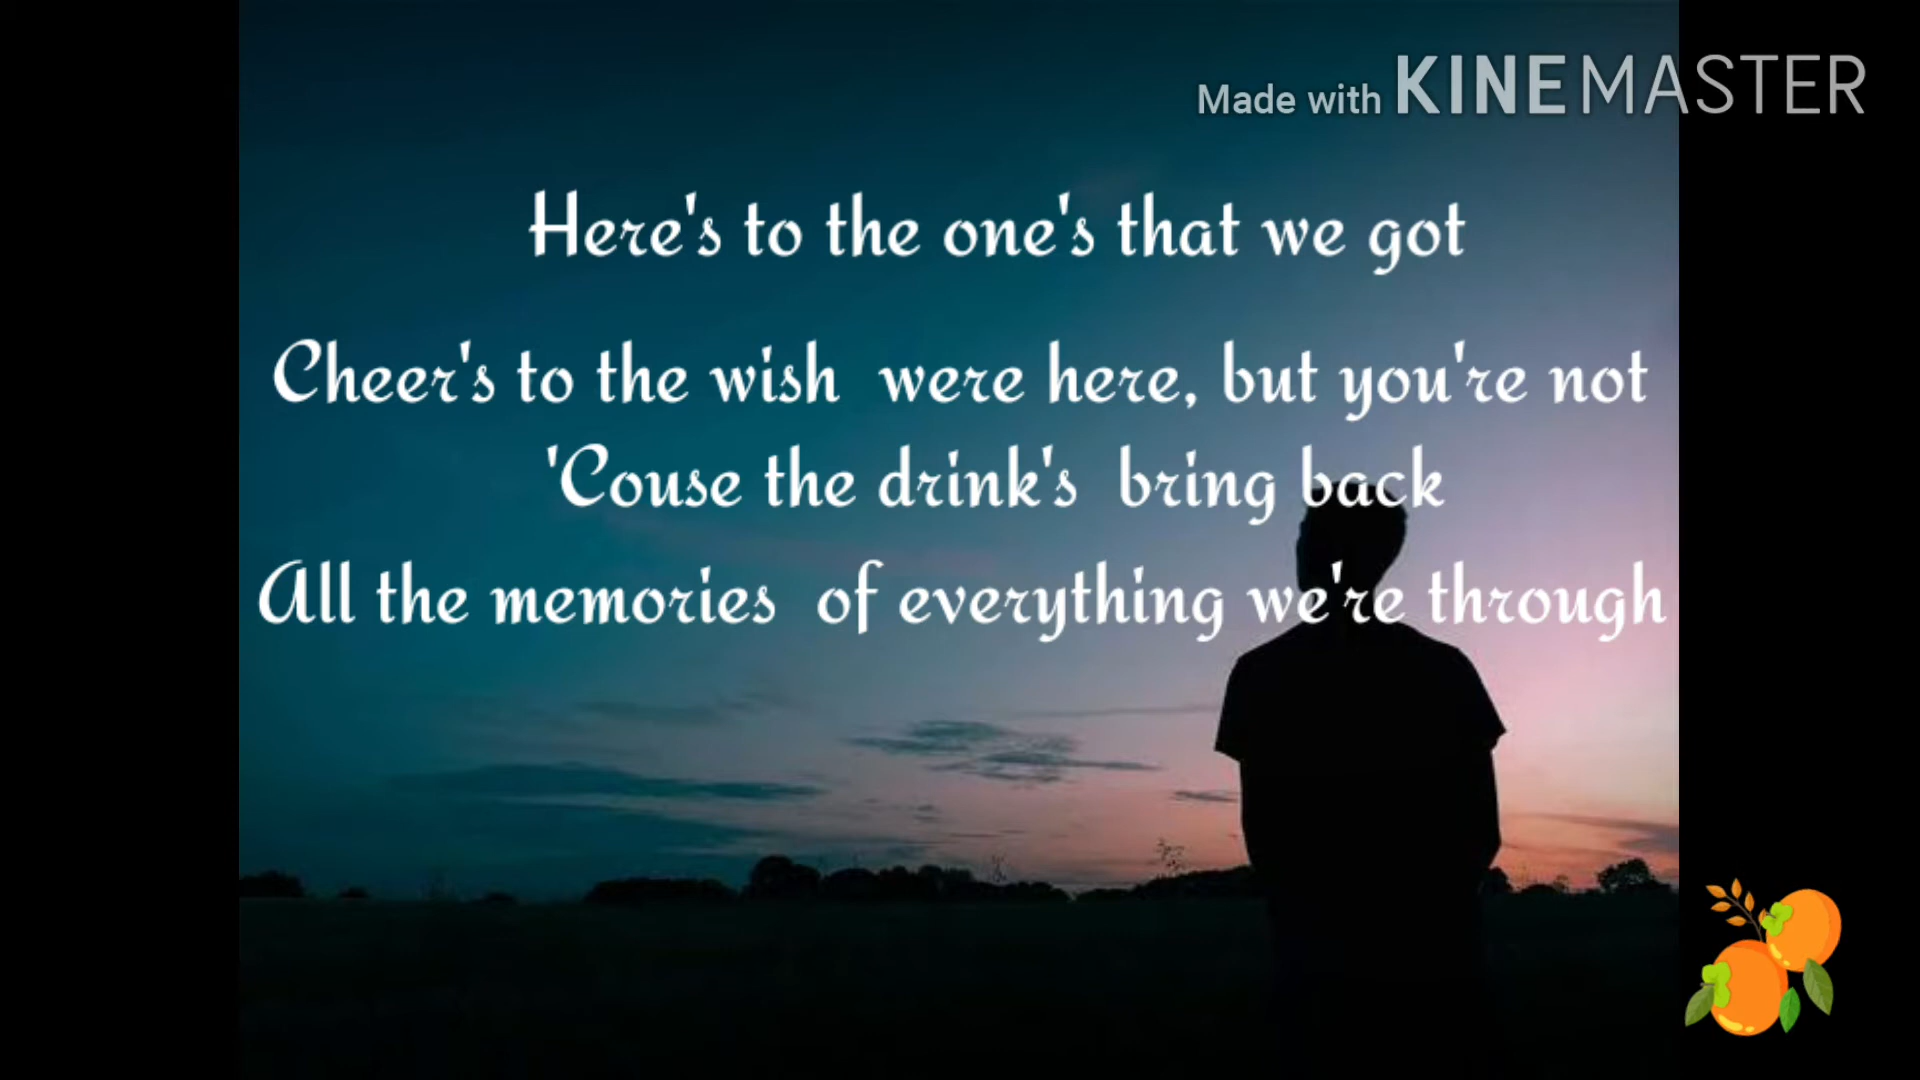 Made with KINEMASTER
Here's to the one's that we got
Cheer's to the wish were here, but you're not
'Couse the drink's bring back
All the memories of everything we're through